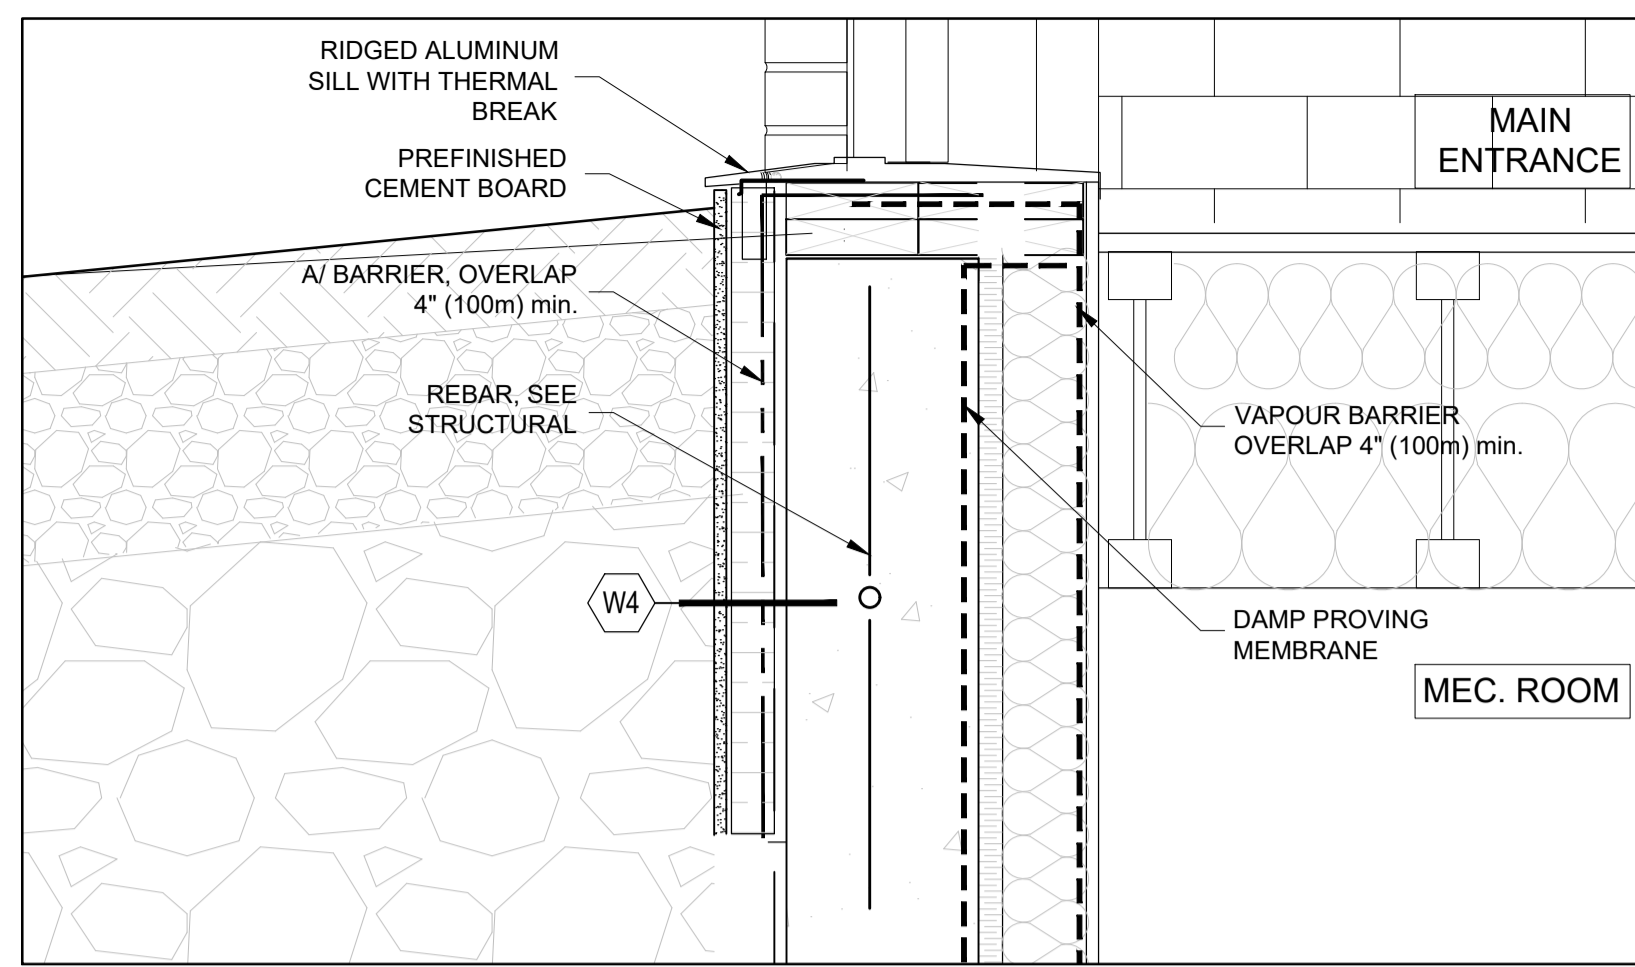 RIDGED ALUMINUM
SILL WITH THERMAL
BREAK
PREFINISHED
CEMENT BOARD
A/ BARRIER, OVERLAP
4" (100m) min.
REBAR, SEE
STRUCTURAL
W4
MAIN
ENTRANCE
VAPOUR BARRIER
OVERLAP 4" (100m) min.
DAMP PROVING
MEMBRANE
MEC. ROOM